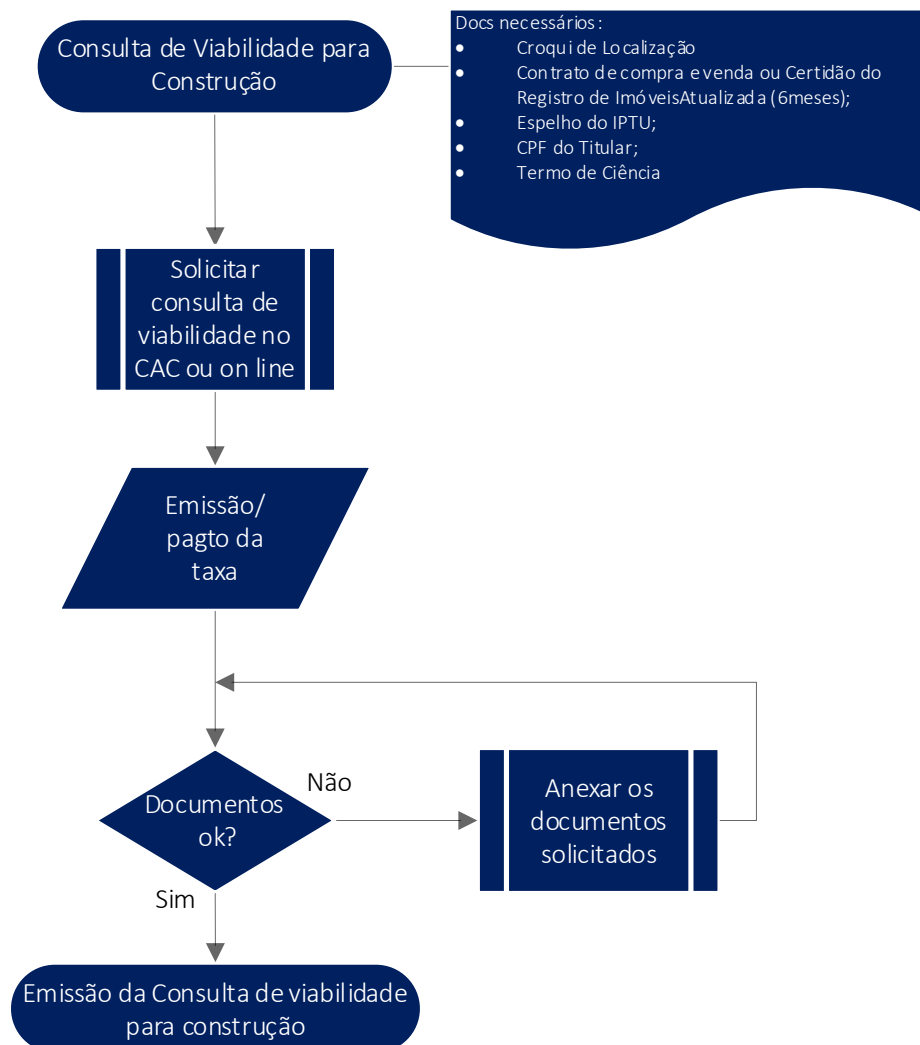 Consulta de Viabilidade para
Construção
Docs necessários:
• Croqui de Localização
• Contrato de compra e venda ou Certidão do
Registro de ImóveisAtualizada (6meses);
• Espelho do IPTU;
• CPF do Titular;
• Termo de Ciência
Solicitar
consulta de
viabilidade no
CAC ou on line
Emissão/
pagto da
taxa
Documentos
ok?
Não
Anexar os
documentos
solicitados
Sim
Emissão da Consulta de viabilidade
para construção